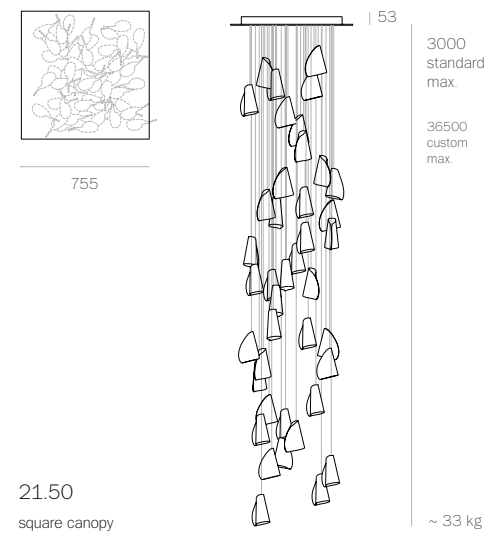 53
3000
standard
max.
36500
custom
max.
755
21.50
square canopy
~ 33 kg